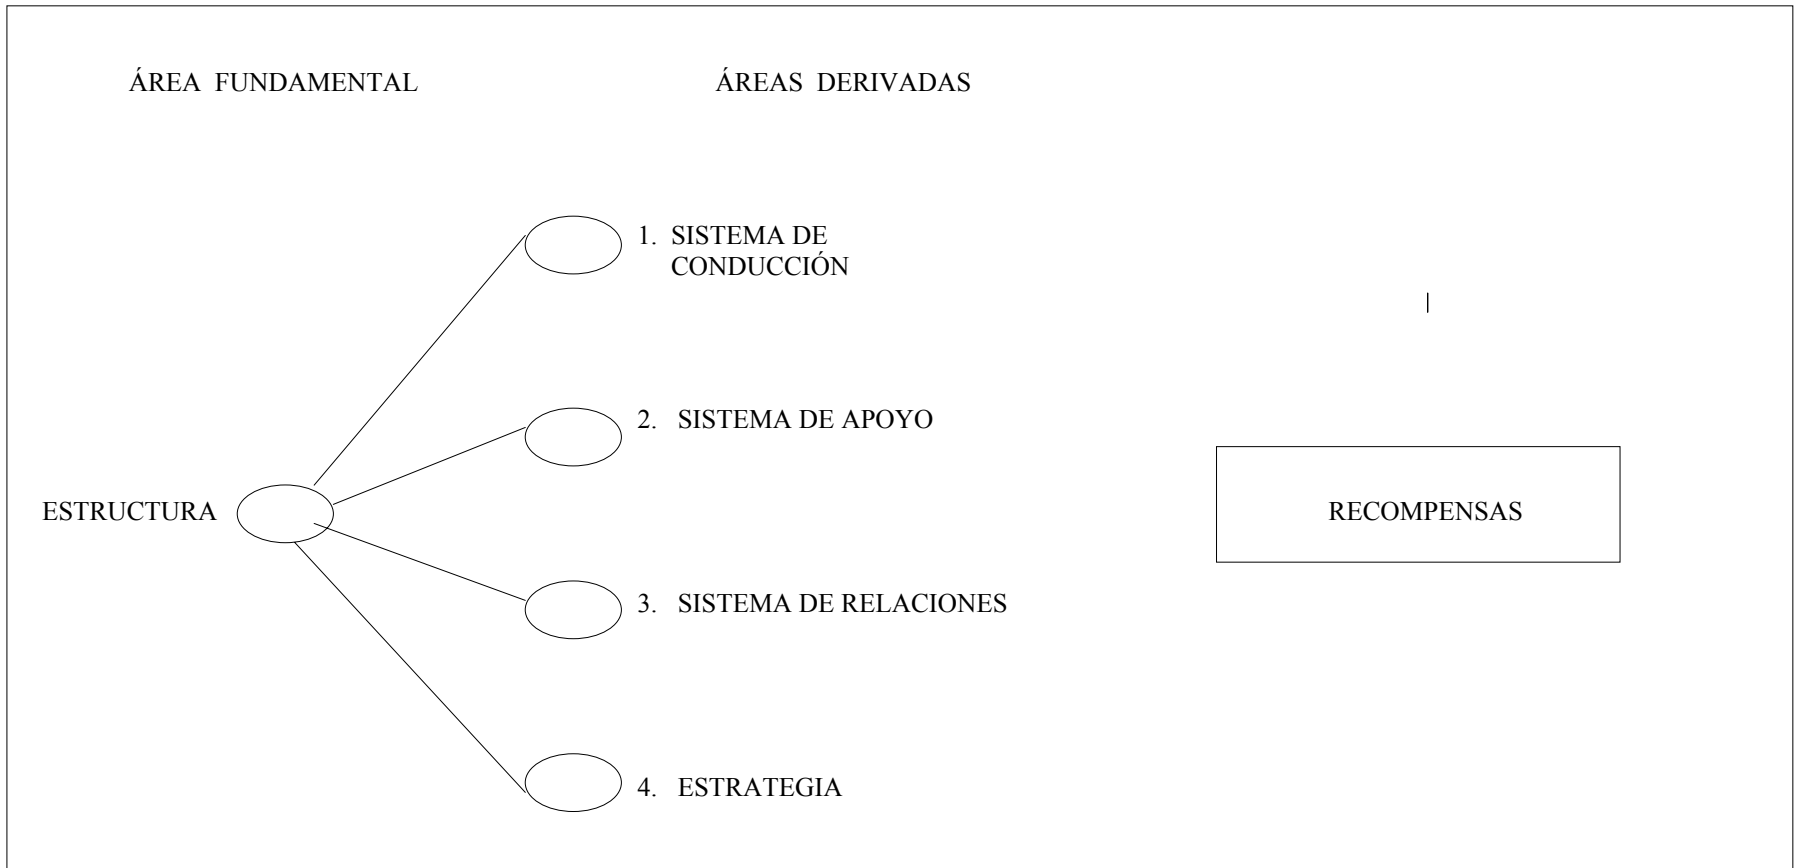 ÁREA FUNDAMENTAL
ÁREAS DERIVADAS
1. SISTEMA DE
CONDUCCIÓN
2. SISTEMA DE APOYO
ESTRUCTURA
RECOMPENSAS
3. SISTEMA DE RELACIONES
4. ESTRATEGIA